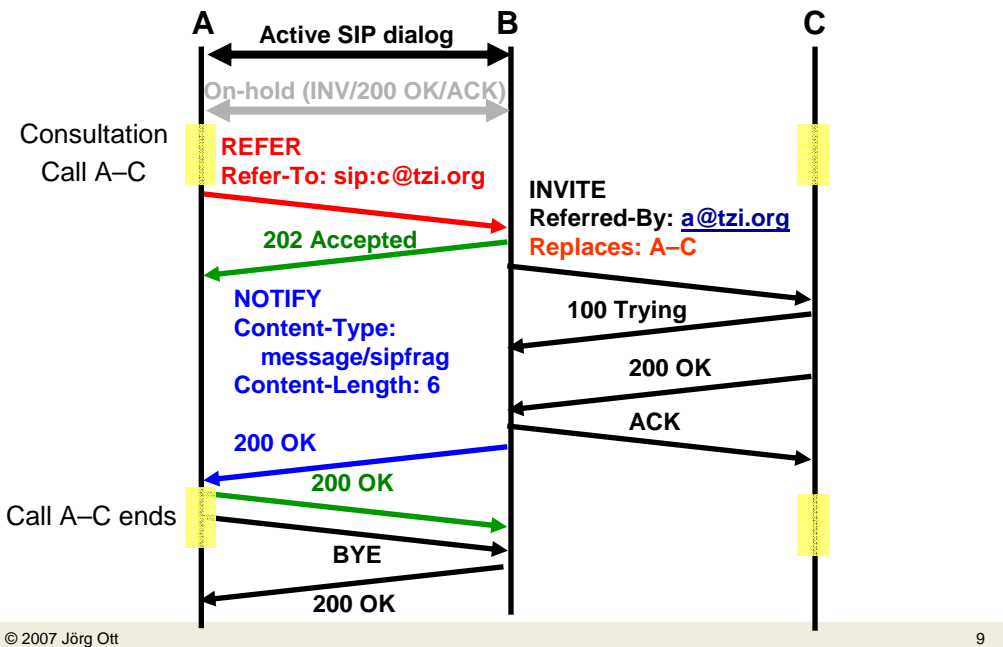 A
B
C
Active SIP dialog
On-hold (INV/200 OK/ACK)
Consultation
Call A–C
REFER
Refer-To: sip:c@tzi.org
INVITE
Referred-By: a@tzi.org
Replaces: A–C
202 Accepted
NOTIFY
Content-Type:
message/sipfrag
Content-Length: 6
100 Trying
200 OK
ACK
200 OK
200 OK
Call A–C ends
BYE
200 OK
© 2007 Jörg Ott
9